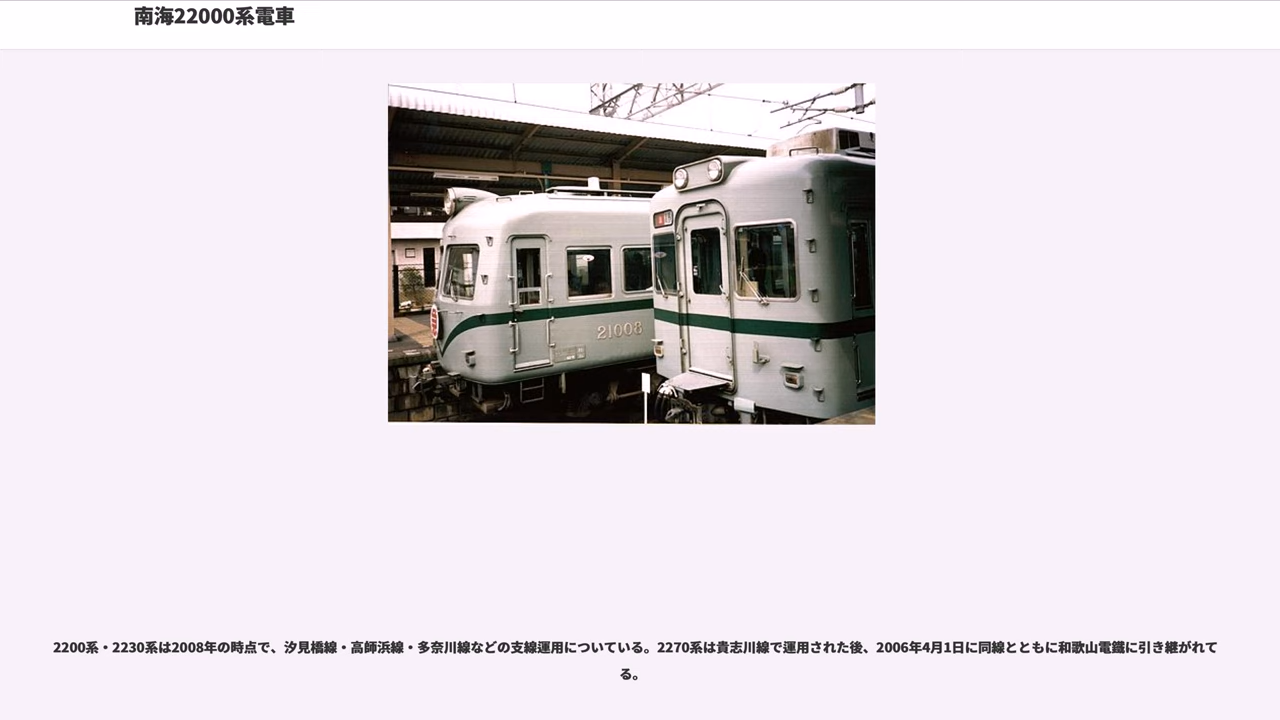 南海22000系電車
21008
2200系・2230系は2008年の時点で、汐見橋線・高師浜線・多奈川線などの支線運用についている。2270系は貴志川線で運用された後、2006年4月1日に同線とともに和歌山電鐵に引き継がれて
る。